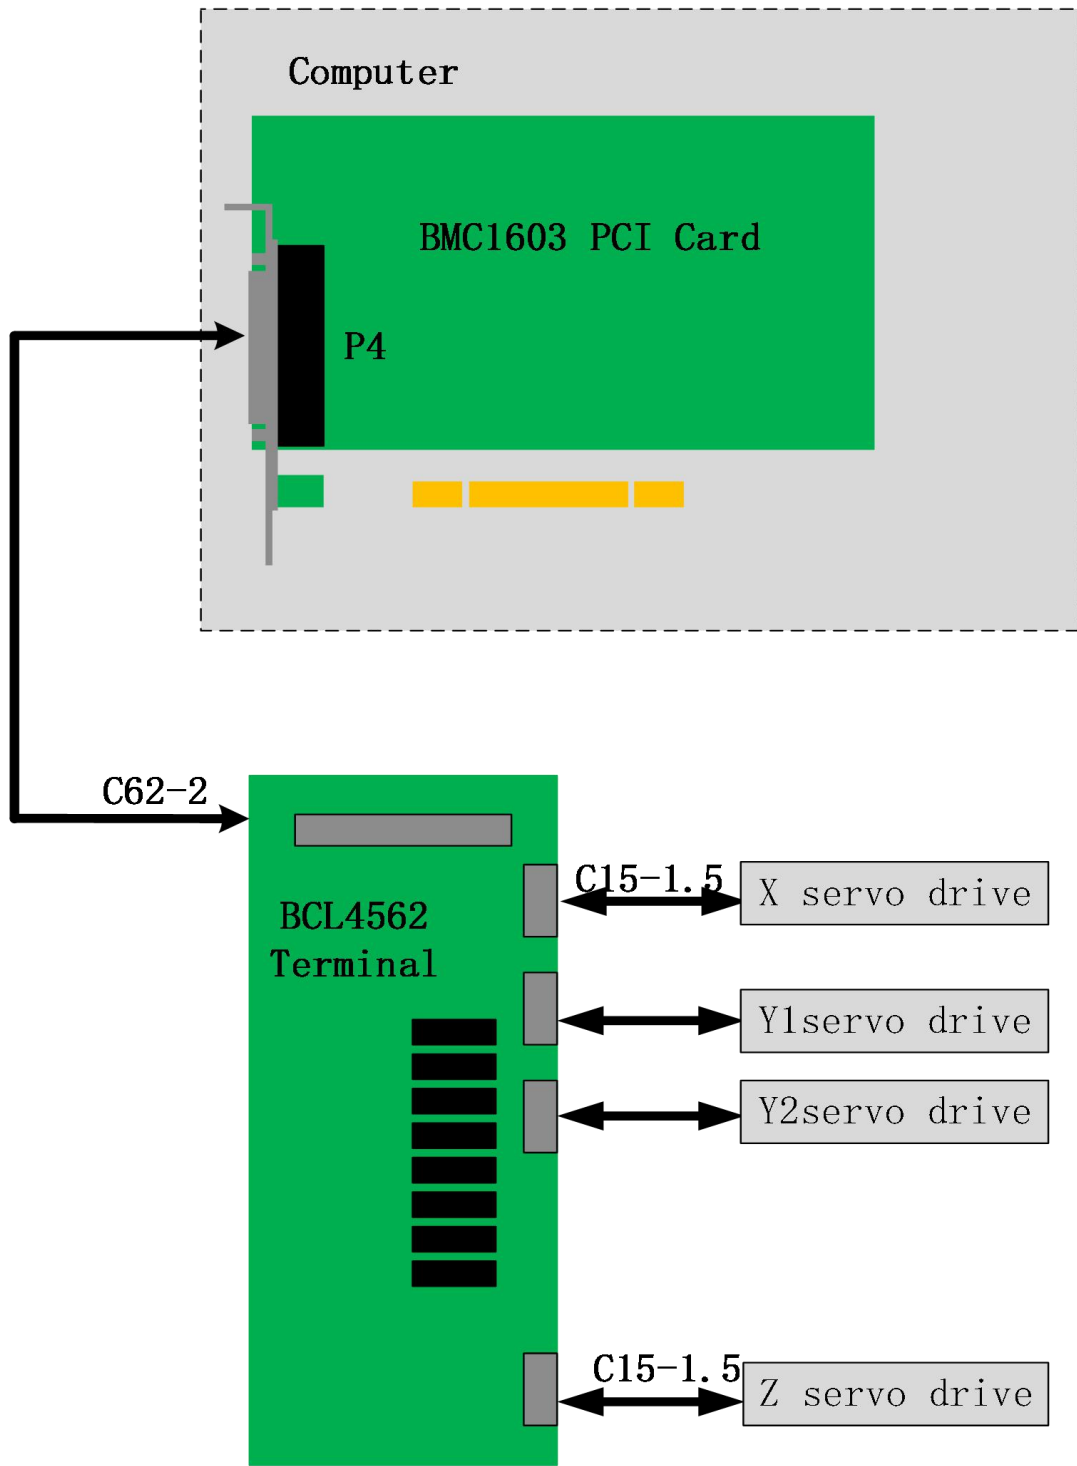 Computer
BMC1603 PCI Card
P4
C62-2
BCL4562
Terminal
C15-1.5
X servo drive
Y1servo drive
Y2servo drive
C15-1.5
Z servo drive